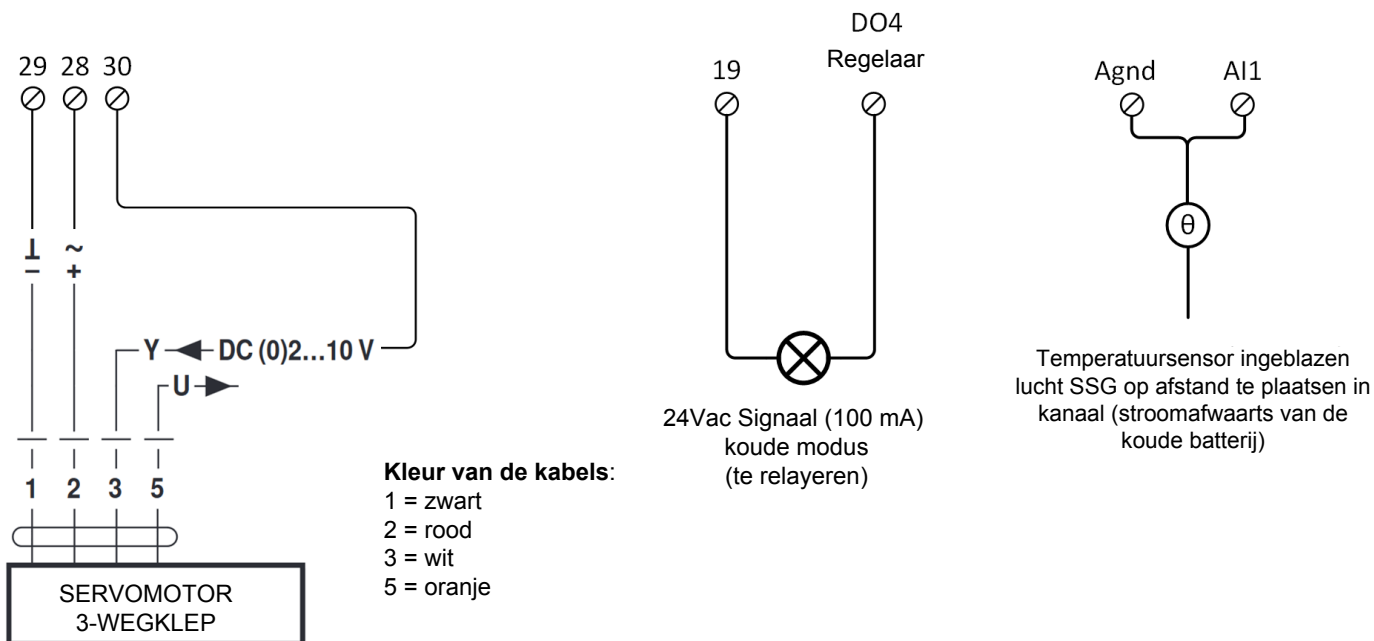 29 28 30
⊥ ~
− +
Y DC (0)2...10 V
U
1 2 3 5
SERVOMOTOR
3-WEGKLEP
Kleur van de kabels:
1 = zwart
2 = rood
3 = wit
5 = oranje
DO4
Regelaar
19
24Vac Signaal (100 mA)
koude modus
(te relayeren)
Agnd AI1
θ
Temperatuursensor ingeblazen
lucht SSG op afstand te plaatsen in
kanaal (stroomafwaarts van de
koude batterij)